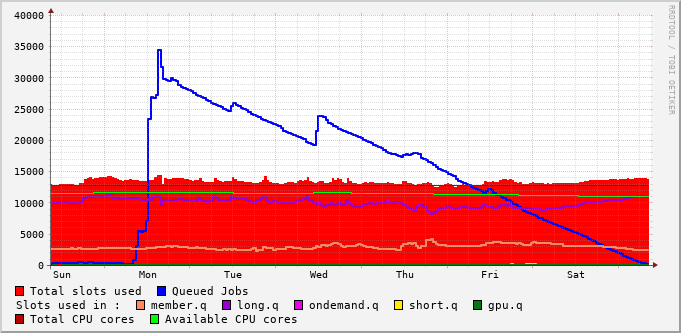 40000
35000
30000
25000
20000
15000
10000
5000
0
Sun Mon Tue Wed Thu Fri Sat
Total slots used Queued Jobs
Slots used in : member.q long.q ondemand.q short.q gpu.q
Total CPU cores Available CPU cores
RRDTOOL / TOBI OETIKER